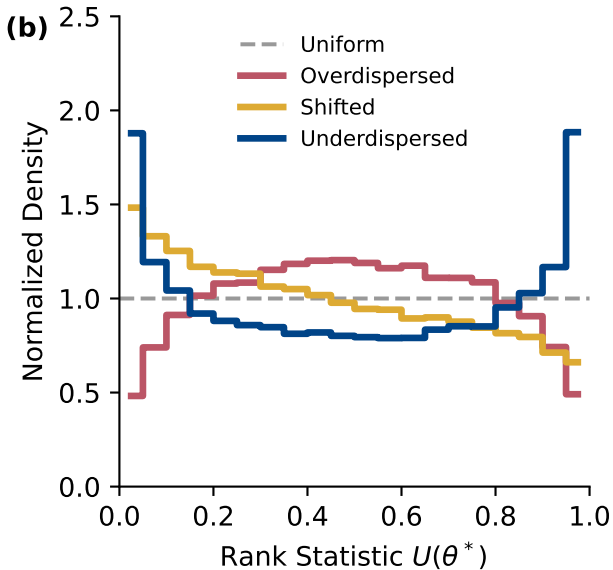 (b)
2.5
2.0
1.5
1.0
0.5
0.0
Normalized Density
Uniform
Overdispersed
Shifted
Underdispersed
0.0 0.2 0.4 0.6 0.8 1.0
Rank Statistic U(θ*)